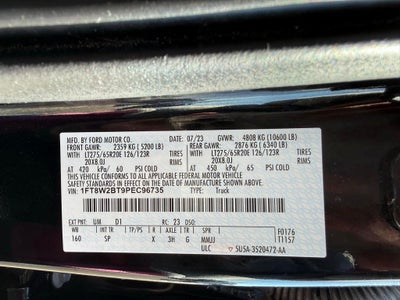 MFD. BY FORD MOTOR CO. 07/23 GVWR: 4808 KG (10600 LB)
FRONT GAWR: 2359 KG ( 5200 LB) REAR GAWR: 2876 KG ( 6340 LB)
WITH LT275/65R20E 126/123R WITH LT275/65R20E 126/123R
20X8.0J RIMS 20X8.0J RIMS
AT 420 kPa/ 60 PSI COLD AT 450 kPa/ 65 PSI COLD
THIS VEHICLE CONFORMS TO ALL APPLICABLE FEDERAL MOTOR VEHICLE
SAFETY STANDARDS IN EFFECT ON THE DATE OF MANUFACTURE SHOWN ABOVE.
VIN: 1FT8W2BT9PEC96735 TYPE: Truck
EXT PNT: UM D1 RC: 23 DSO:
WB INT TR TP/PS R AXLE TR SPR F0176
160 SP X 3H G MMJJ T1157
ULC 5U5A-3520472-AA